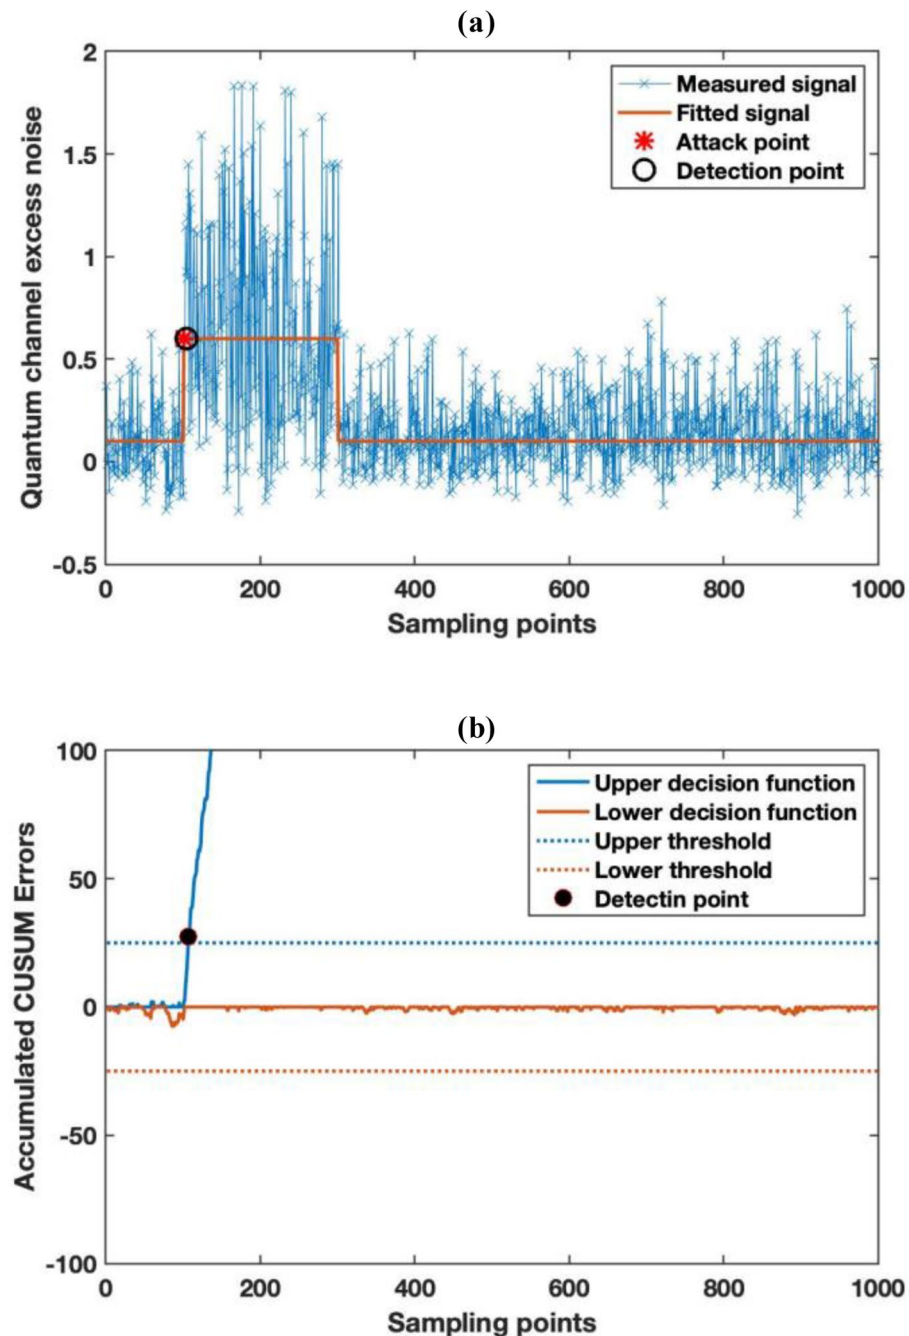 (a)
2
1.5
1
0.5
0
-0.5
Quantum channel excess noise
Measured signal
Fitted signal
Attack point
Detection point
0 200 400 600 800 1000
Sampling points
(b)
100
50
0
-50
-100
Accumulated CUSUM Errors
Upper decision function
Lower decision function
Upper threshold
Lower threshold
Detectin point
0 200 400 600 800 1000
Sampling points